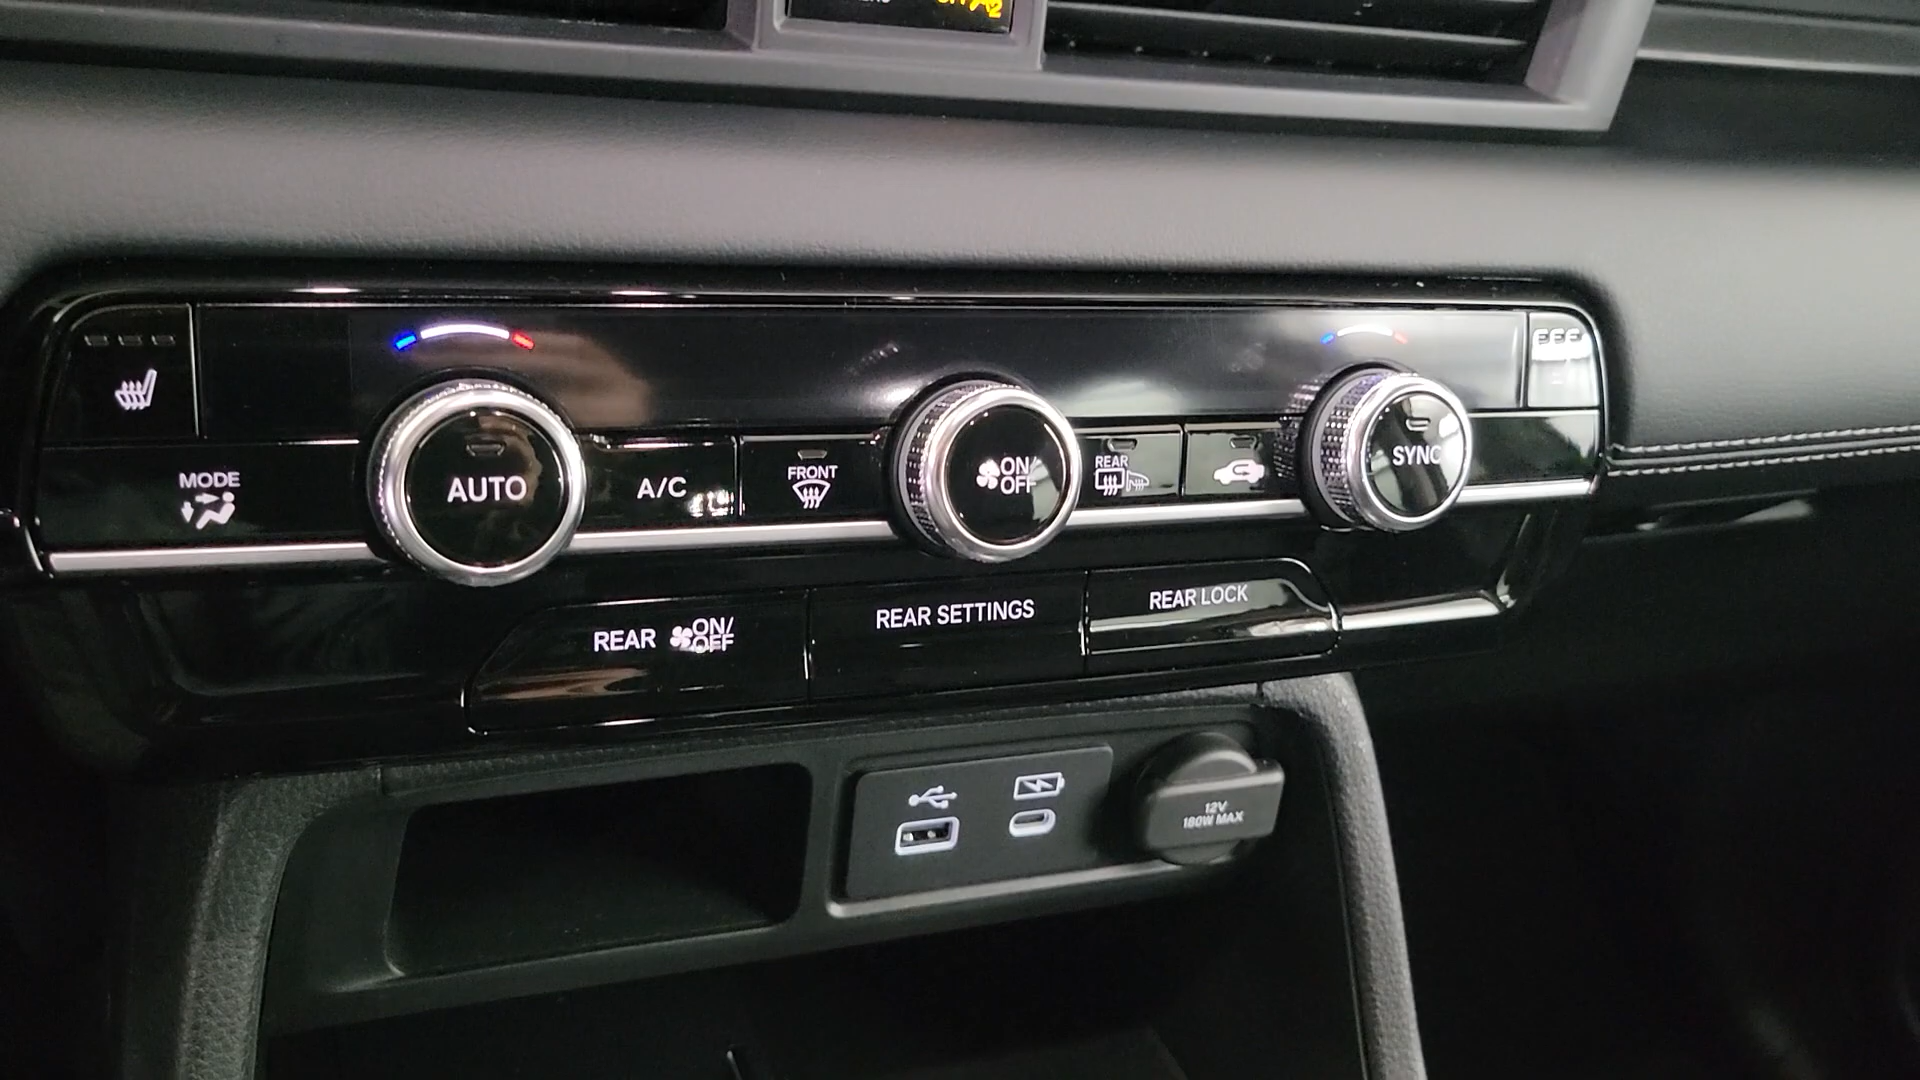 MODE
AUTO
A/C
FRONT
ON/
OFF
REAR
SYNC
REAR ON/
OFF
REAR SETTINGS
REAR LOCK
12V
180W MAX